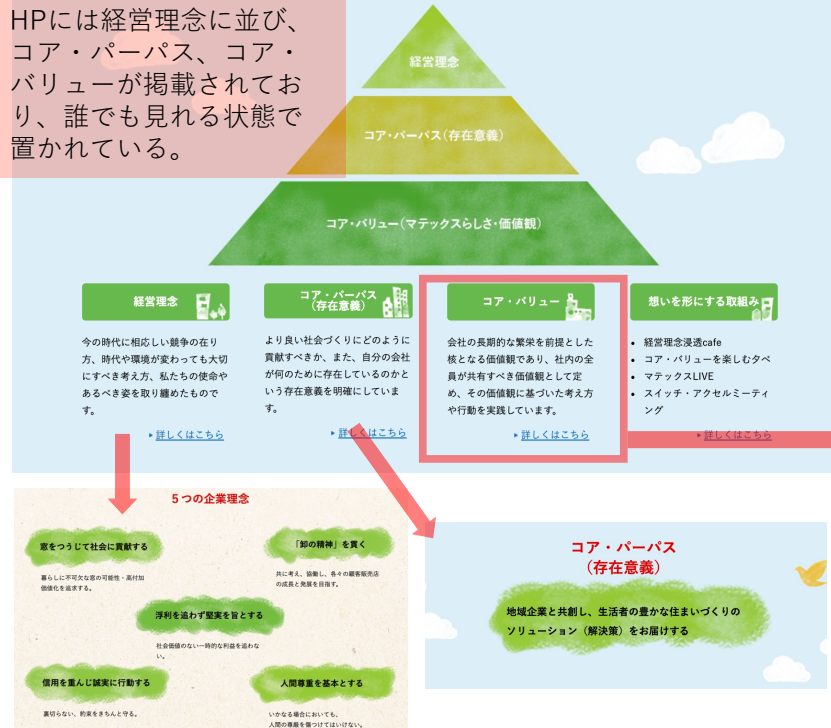 HPには経営理念に並び、
コア・パーパス、コア・
バリューが掲載されてお
り、誰でも見れる状態で
置かれている。
経営理念
コア・パーパス(存在意義)
コア・バリュー(マテックスらしさ・価値観)
経営理念
今の時代に相応しい競争の在り
方、時代や環境が変わっても大切
にすべき考え方、私たちの使命や
あるべき姿を取り纏めたもので
す。
詳しくはこちら
コア・パーパス
(存在意義)
より良い社会づくりにどのように
貢献すべきか、また、自分の会社
が何のために存在しているのかと
いう存在意義を明確にしていま
す。
詳しくはこちら
コア・バリュー
会社の長期的な繁栄を前提とした
核となる価値観であり、社内の全
員が共有すべき価値観として定
め、その価値観に基づいた考え方
や行動を実践しています。
詳しくはこちら
想いを形にする取組み
• 経営理念浸透cafe
• コア・バリューを楽しむ夕べ
• マテックスLIVE
• スイッチ・アクセルミーティ
ング
詳しくはこちら
5つの企業理念
窓をつうじて社会に貢献する
暮らしに不可欠な窓の可能性・高付加
価値化を追求する。
「卸の精神」を貫く
共に考え、協働し、各々の顧客販売店
の成長と発展を目指す。
浮利を追わず堅実を旨とする
社会価値のない一時的な利益を追わな
い。
信用を重んじ誠実に行動する
裏切らない、約束をきちんと守る。
人間尊重を基本とする
いかなる場合においても、
人間の尊厳を傷つけてはいけない。
コア・パーパス
(存在意義)
地域企業と共創し、生活者の豊かな住まいづくりの
ソリューション(解決策)をお届けする